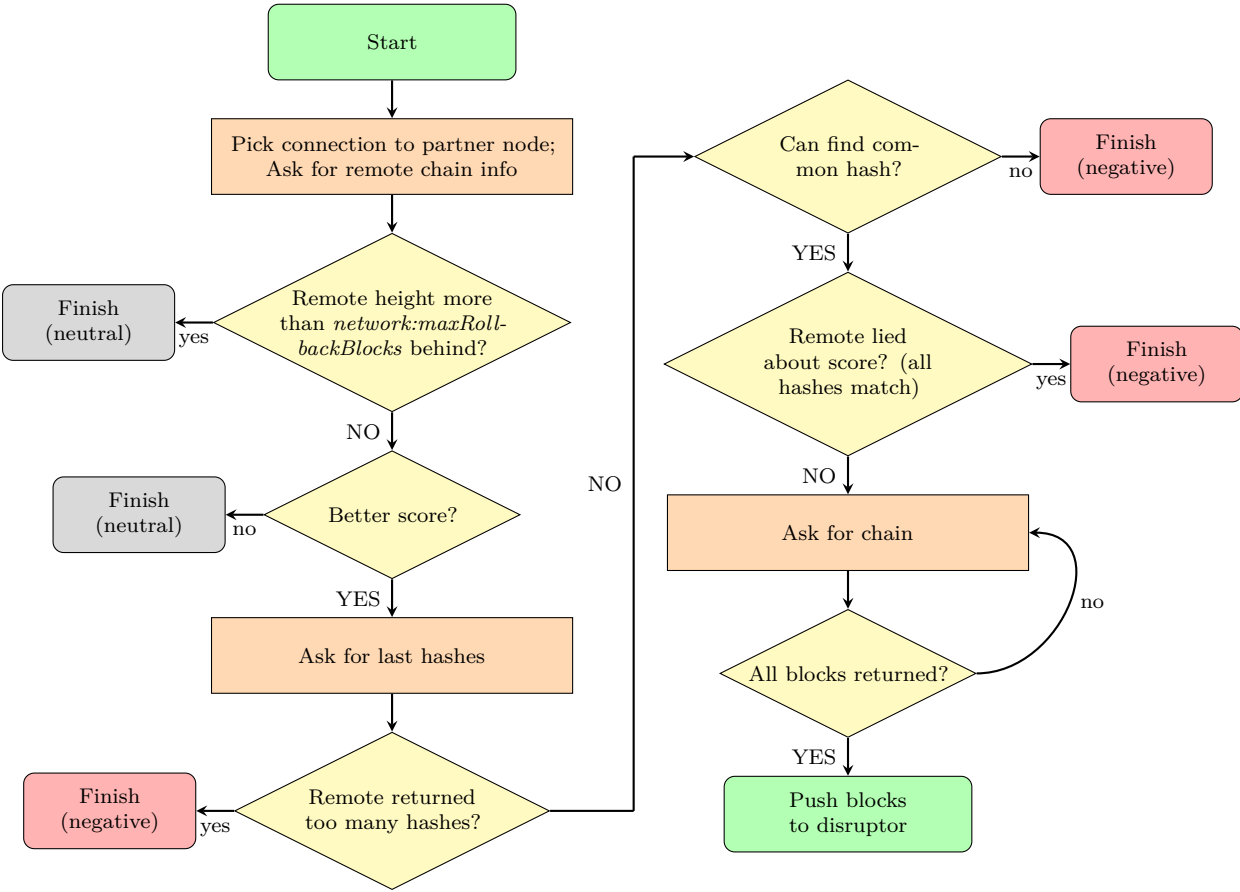 Start
Pick connection to partner node;
Ask for remote chain info
Remote height more
than network:maxRoll-
backBlocks behind?
yes
Finish
(neutral)
NO
Better score?
no
Finish
(neutral)
YES
Ask for last hashes
Remote returned
too many hashes?
yes
Finish
(negative)
NO
Can find com-
mon hash?
no
Finish
(negative)
YES
Remote lied
about score? (all
hashes match)
yes
Finish
(negative)
NO
Ask for chain
All blocks returned?
no
YES
Push blocks
to disruptor